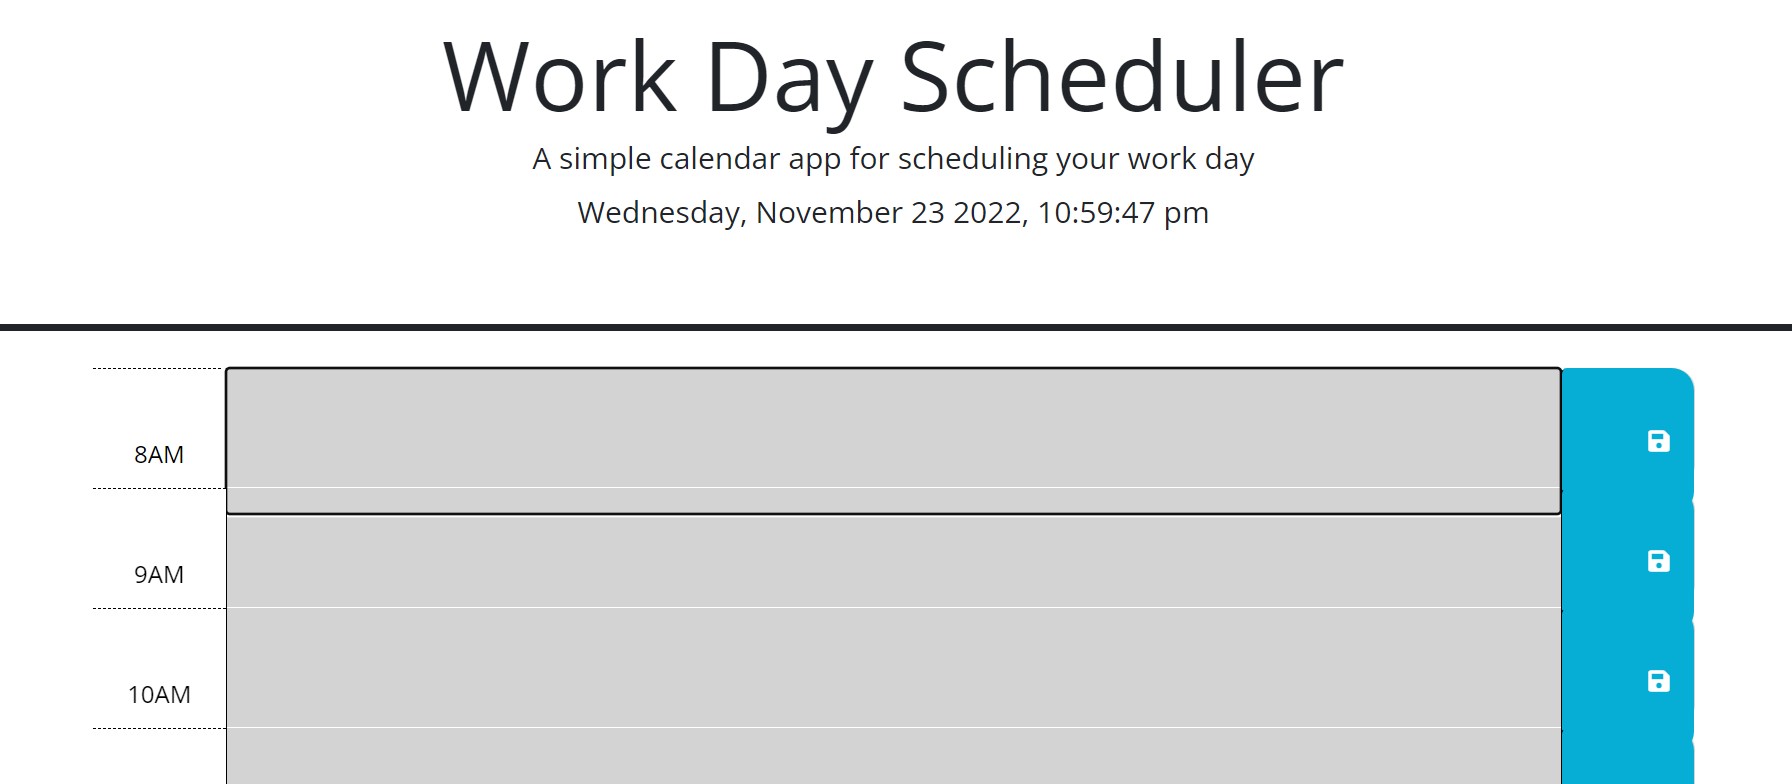 Work Day Scheduler
A simple calendar app for scheduling your work day
Wednesday, November 23 2022, 10:59:47 pm
8AM
9AM
10AM